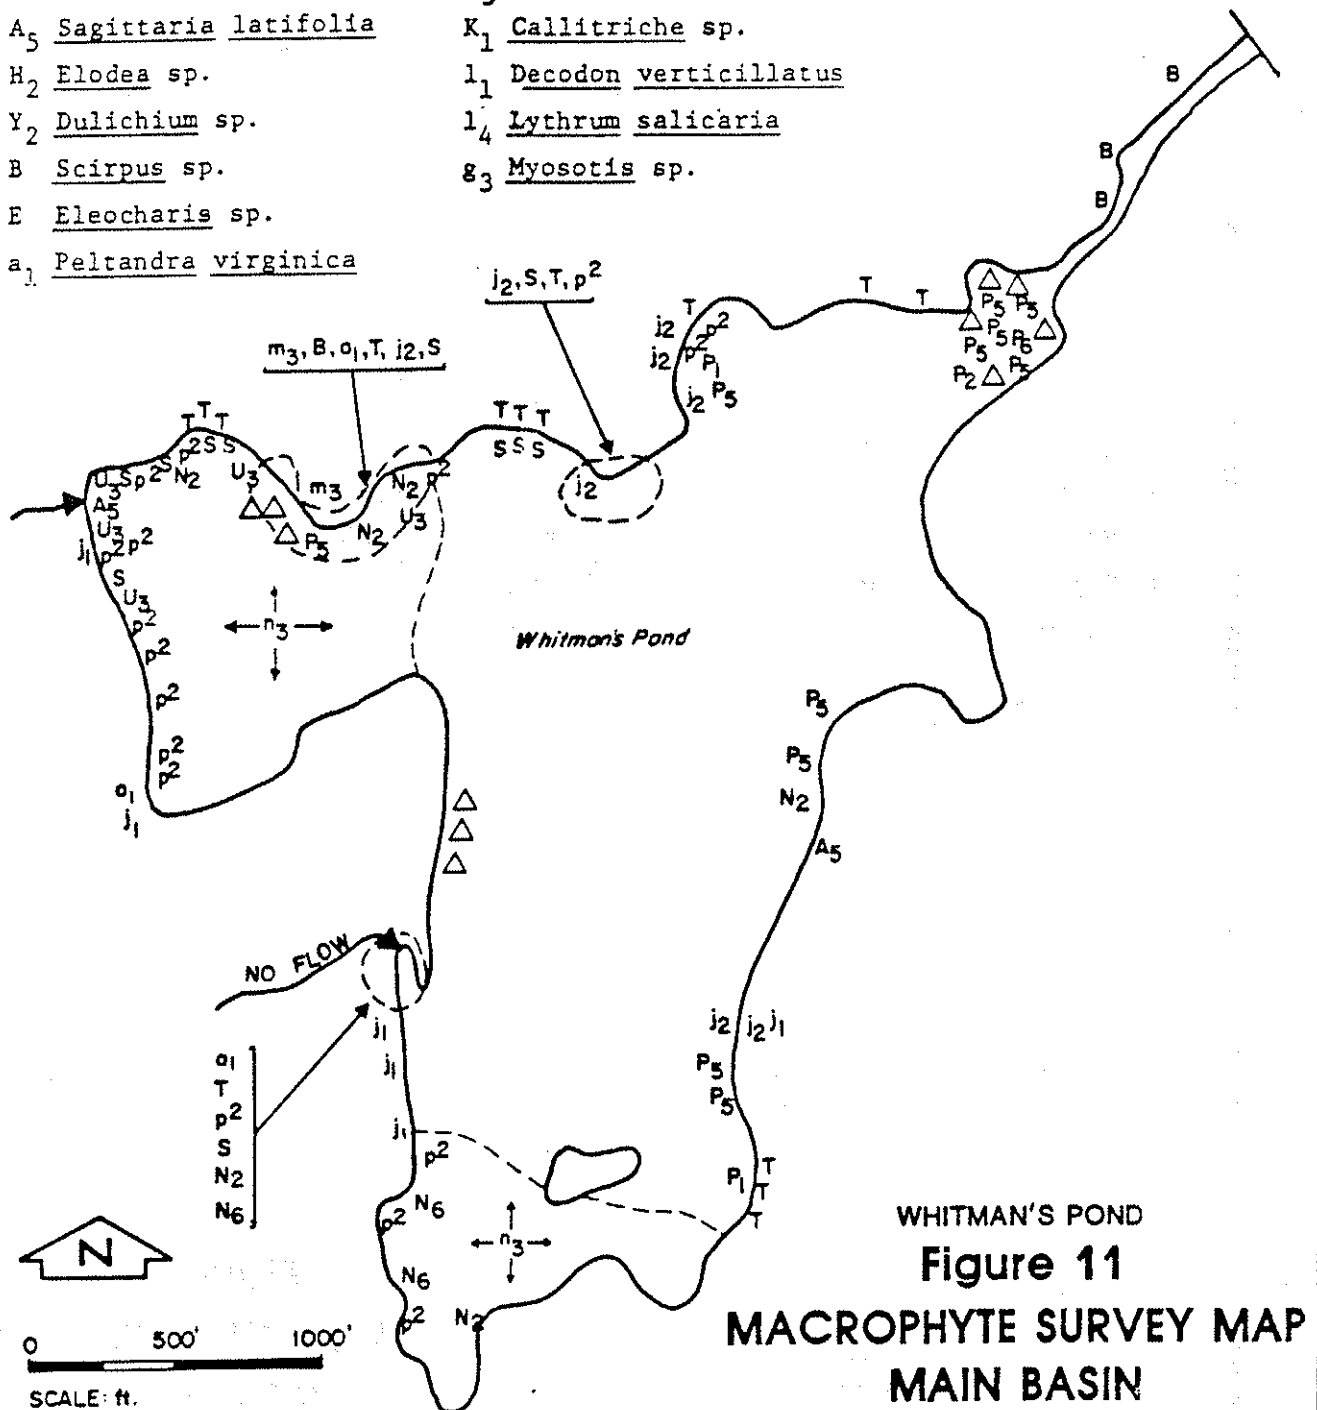 A5 Sagittaria latifolia
H2 Elodea sp.
Y2 Dulichium sp.
B Scirpus sp.
E Eleocharis sp.
a1 Peltandra virginica
K1 Callitriche sp.
l1 Decodon verticillatus
l4 Lythrum salicaria
g3 Myosotis sp.
B
B
B
j2, S, T, p2
m3, B, a1, T, j2, S
T T
T
j2 p2
j2 p2 P1
j2 P5
P5 P5
P5 P5 P6
P2 P5
T T T
T T T
S p2 S S
S S S
U3 S p2 N2
U3 m3 N2 p2
j2
A5
U3
P5 N2 U3
j1 p2 p2
S
U3
p2
n3
p2
Whitman's Pond
p2
P5
p2
P5
p2
N2
a1
j1
A5
NO FLOW
j1
j2 j2 j1
a1
T
p2
S
N2
N6
j1
P5
P5
j1
p2
P1 T
T
T
N6
p2
n3
N6
p2
N2
N
0 500' 1000'
SCALE: ft.
WHITMAN'S POND
Figure 11
MACROPHYTE SURVEY MAP
MAIN BASIN